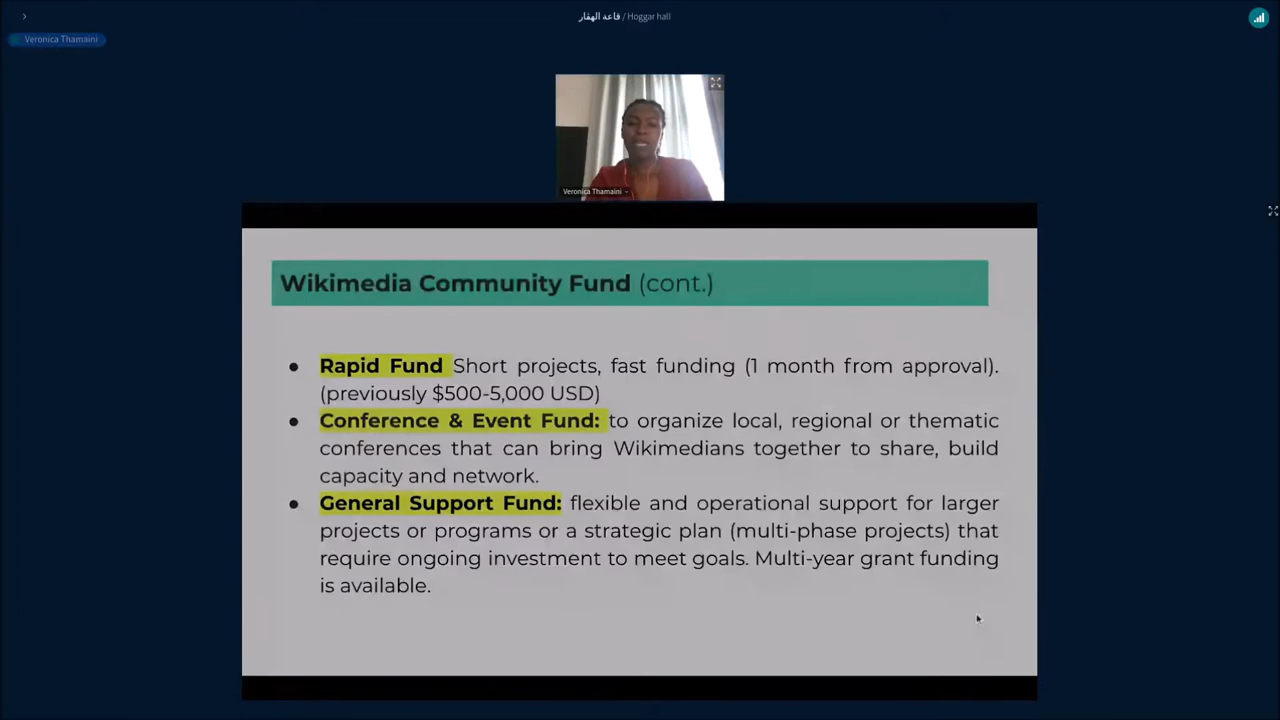 قاعة الهڨار / Hoggar hall
Veronica Thamaini
Veronica Thamaini
Wikimedia Community Fund (cont.)
● Rapid Fund Short projects, fast funding (1 month from approval).
(previously $500-5,000 USD)
● Conference & Event Fund: to organize local, regional or thematic
conferences that can bring Wikimedians together to share, build
capacity and network.
● General Support Fund: flexible and operational support for larger
projects or programs or a strategic plan (multi-phase projects) that
require ongoing investment to meet goals. Multi-year grant funding
is available.